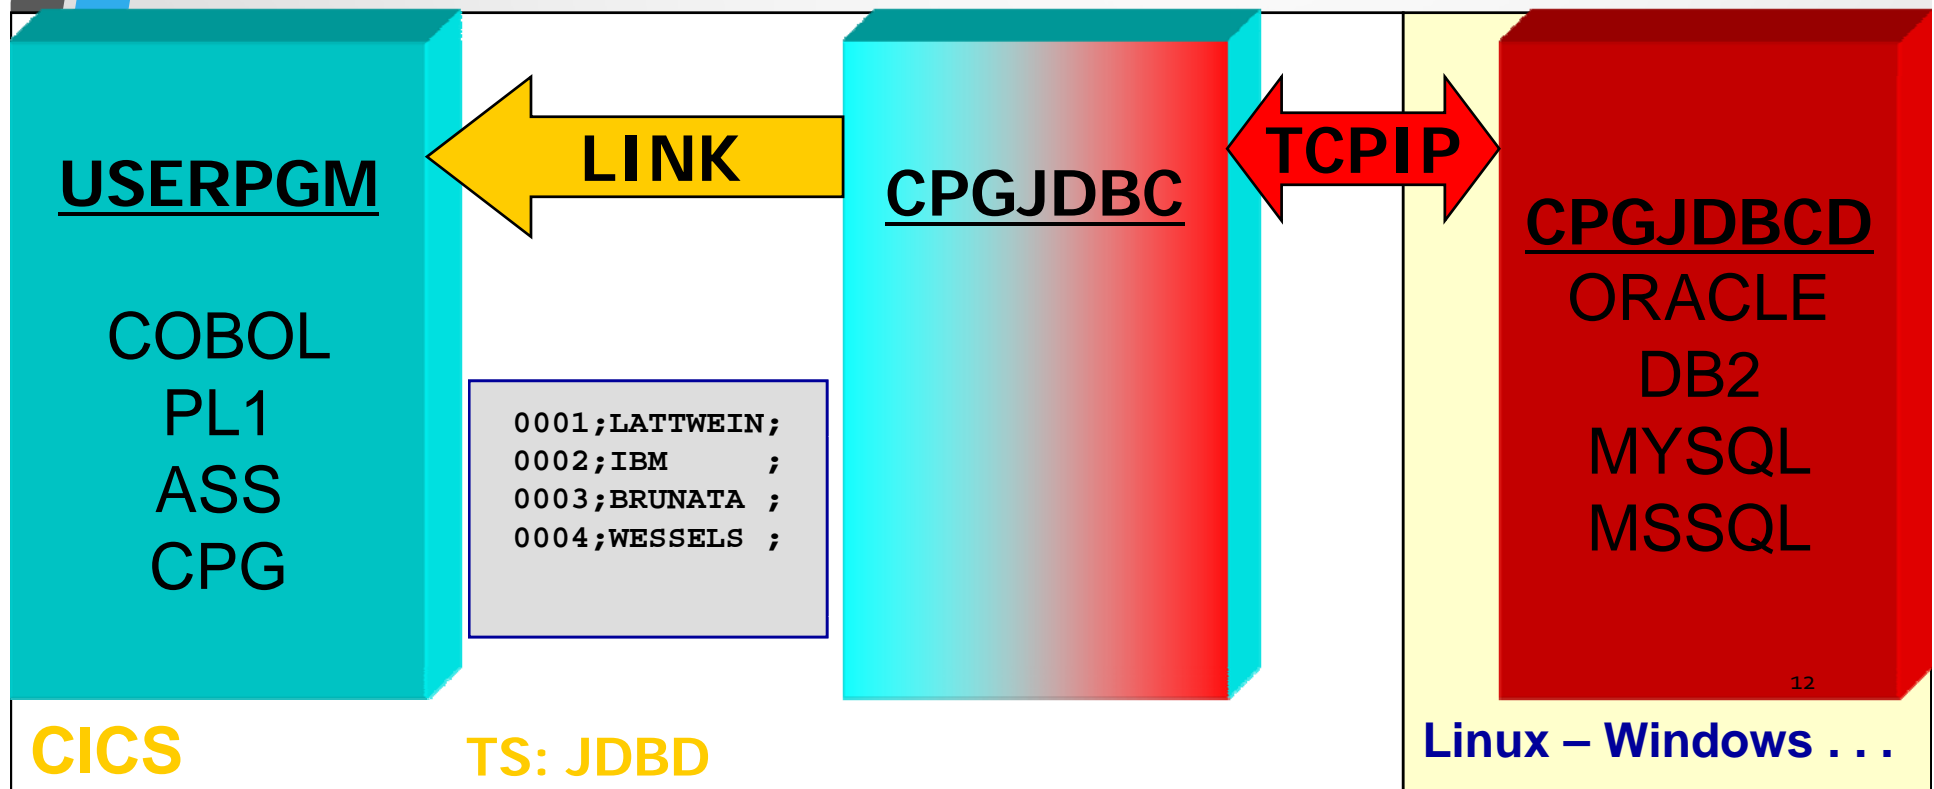 USERPGM
COBOL
PL1
ASS
CPG
LINK
0001;LATTWEIN;
0002;IBM     ;
0003;BRUNATA ;
0004;WESSELS ;
CPGJDBC
TCPIP
CPGJDBCD
ORACLE
DB2
MYSQL
MSSQL
12
CICS
TS: JDBD
Linux – Windows . . .